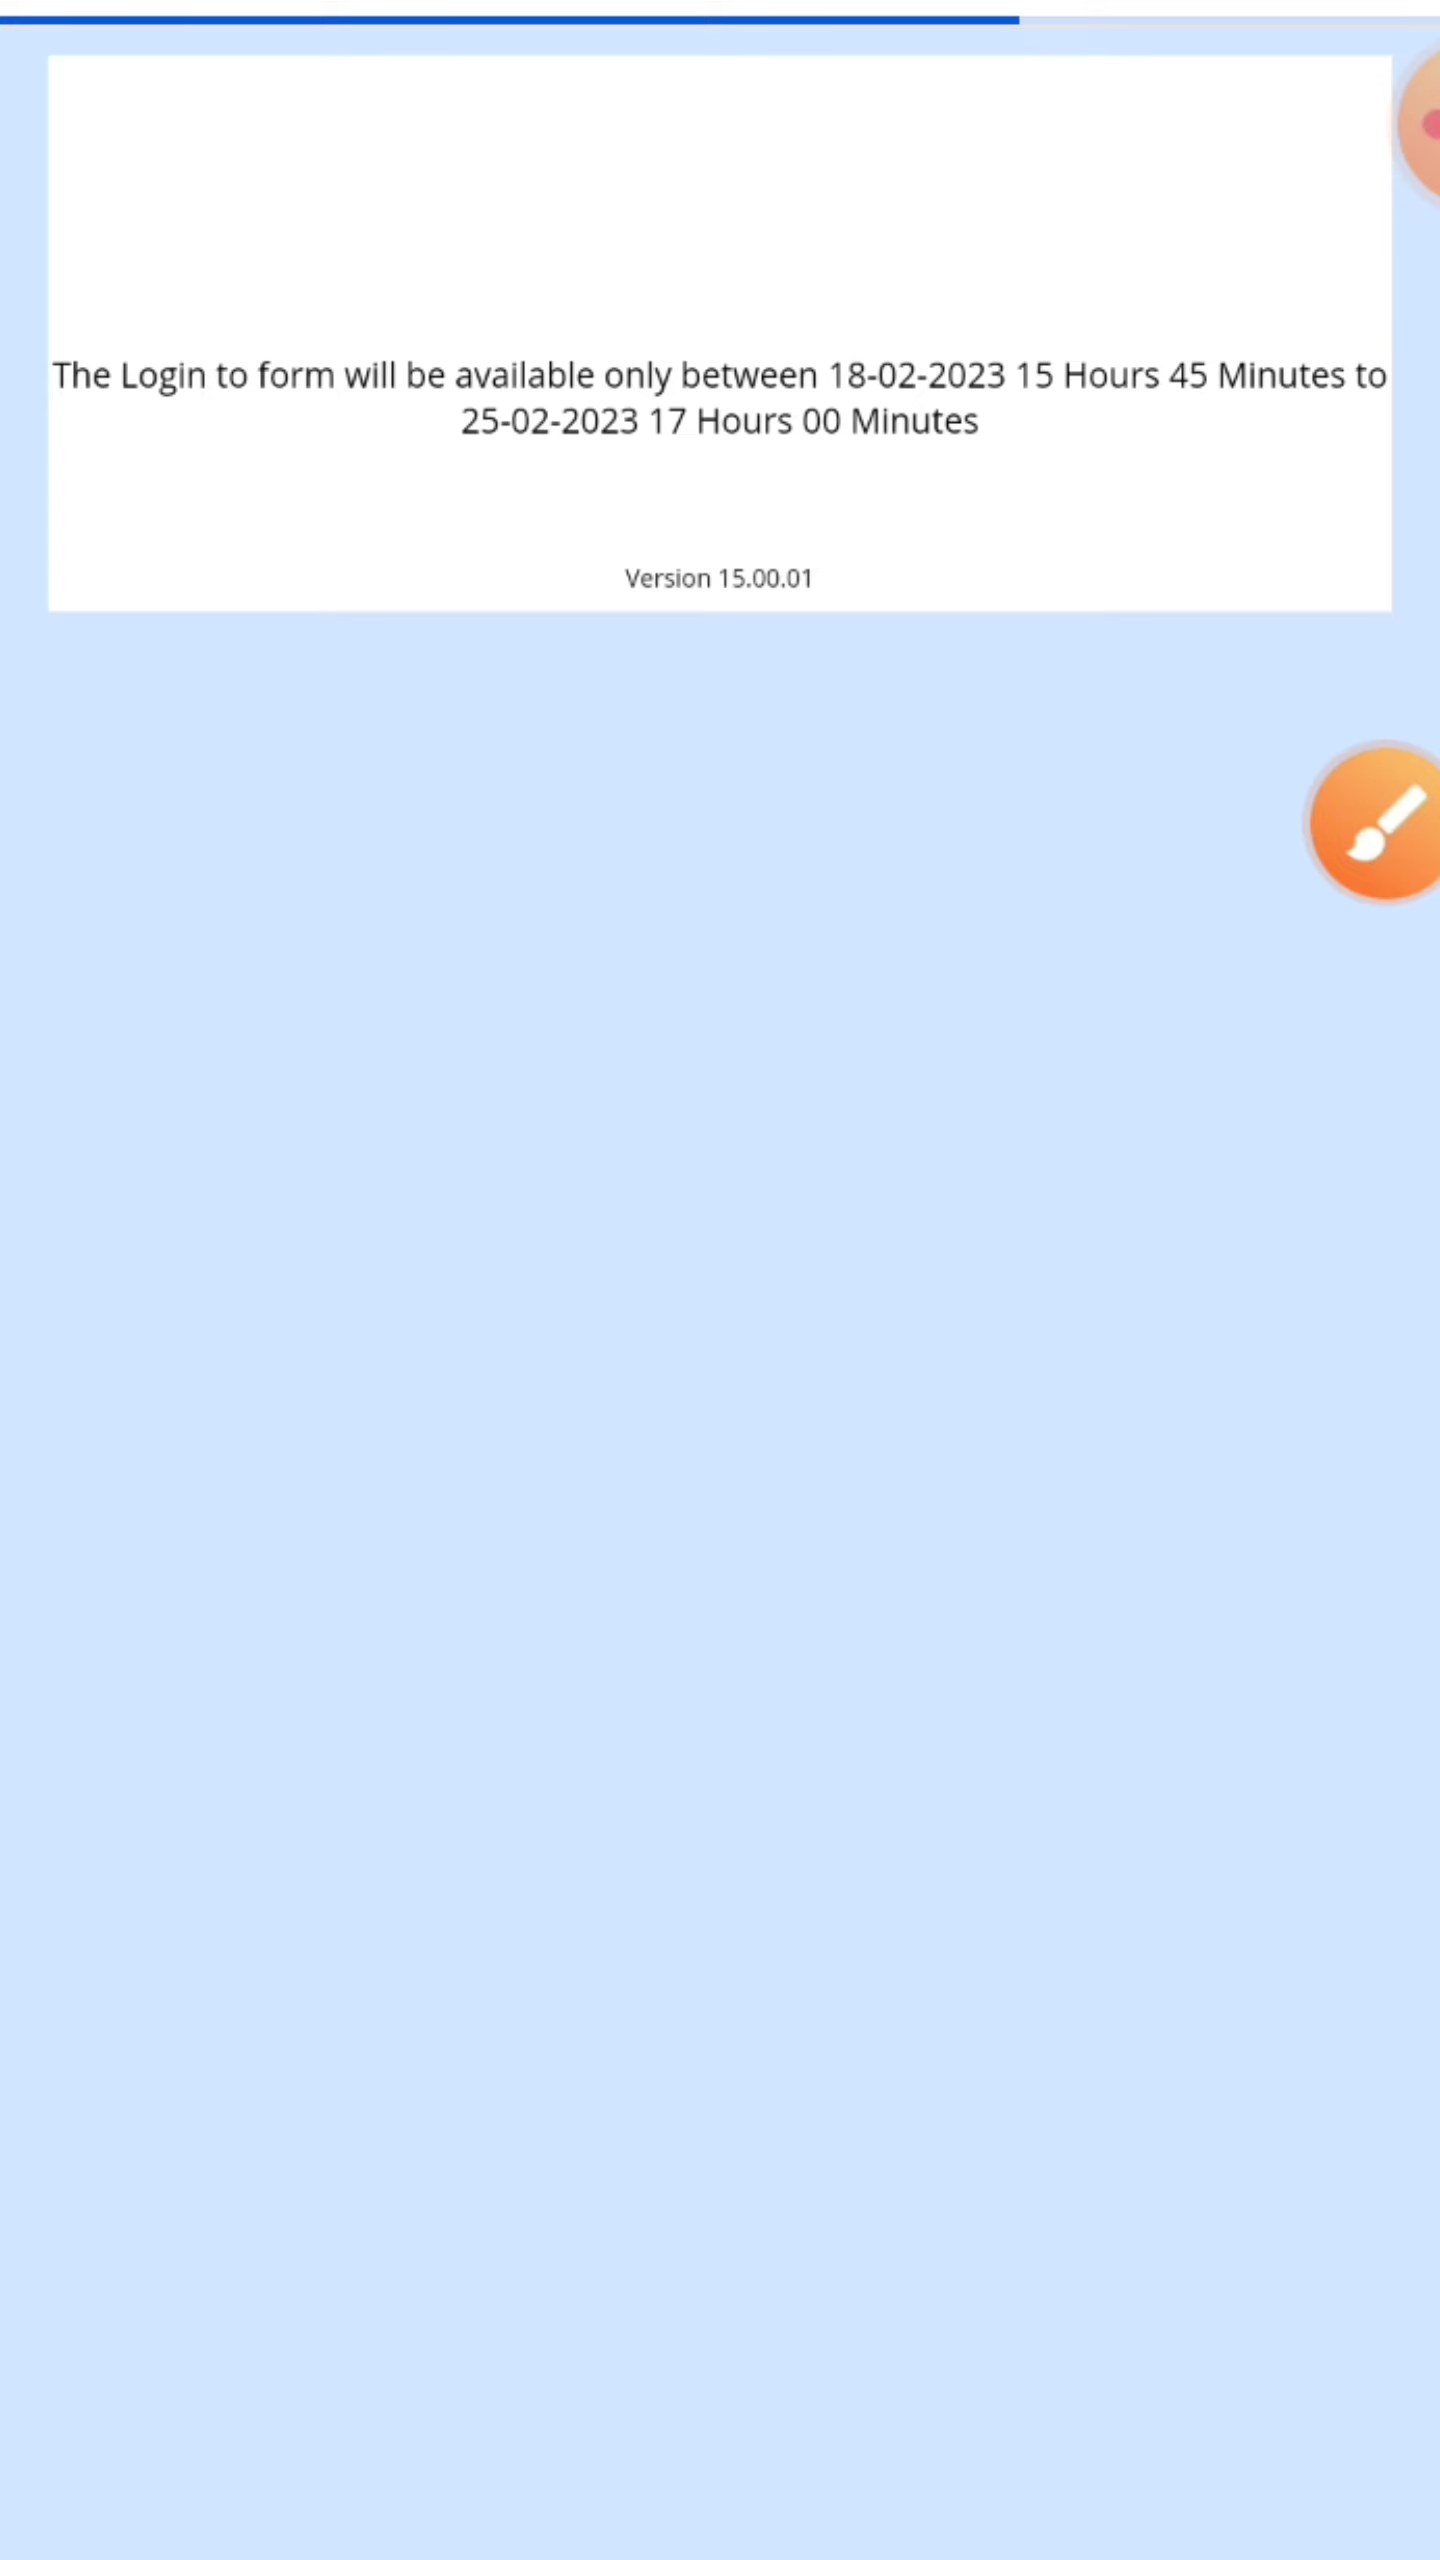 The Login to form will be available only between 18-02-2023 15 Hours 45 Minutes to
25-02-2023 17 Hours 00 Minutes
Version 15.00.01